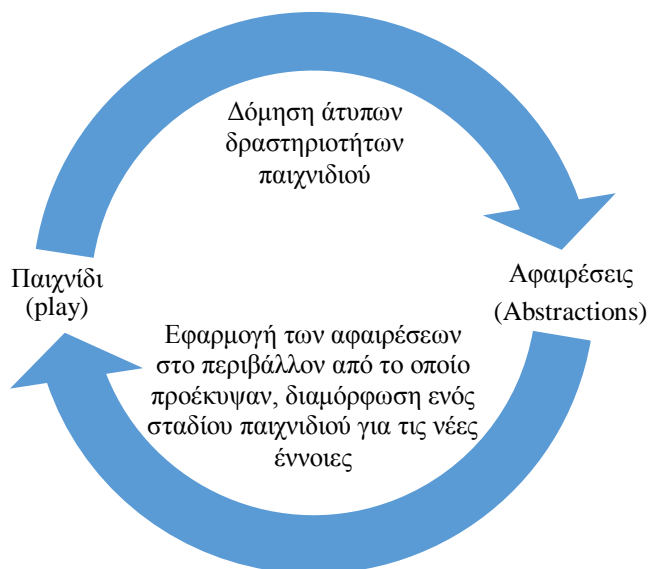 Δόμηση άτυπων
δραστηριοτήτων
παιχνιδιού
Παιχνίδι
(play)
Αφαιρέσεις
(Abstractions)
Εφαρμογή των αφαιρέσεων
στο περιβάλλον από το οποίο
προέκυψαν, διαμόρφωση ενός
σταδίου παιχνιδιού για τις νέες
έννοιες